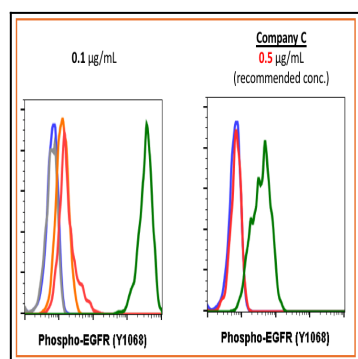 0.1 µg/mL
Company C
0.5 µg/mL
(recommended conc.)
Phospho-EGFR (Y1068)
Phospho-EGFR (Y1068)